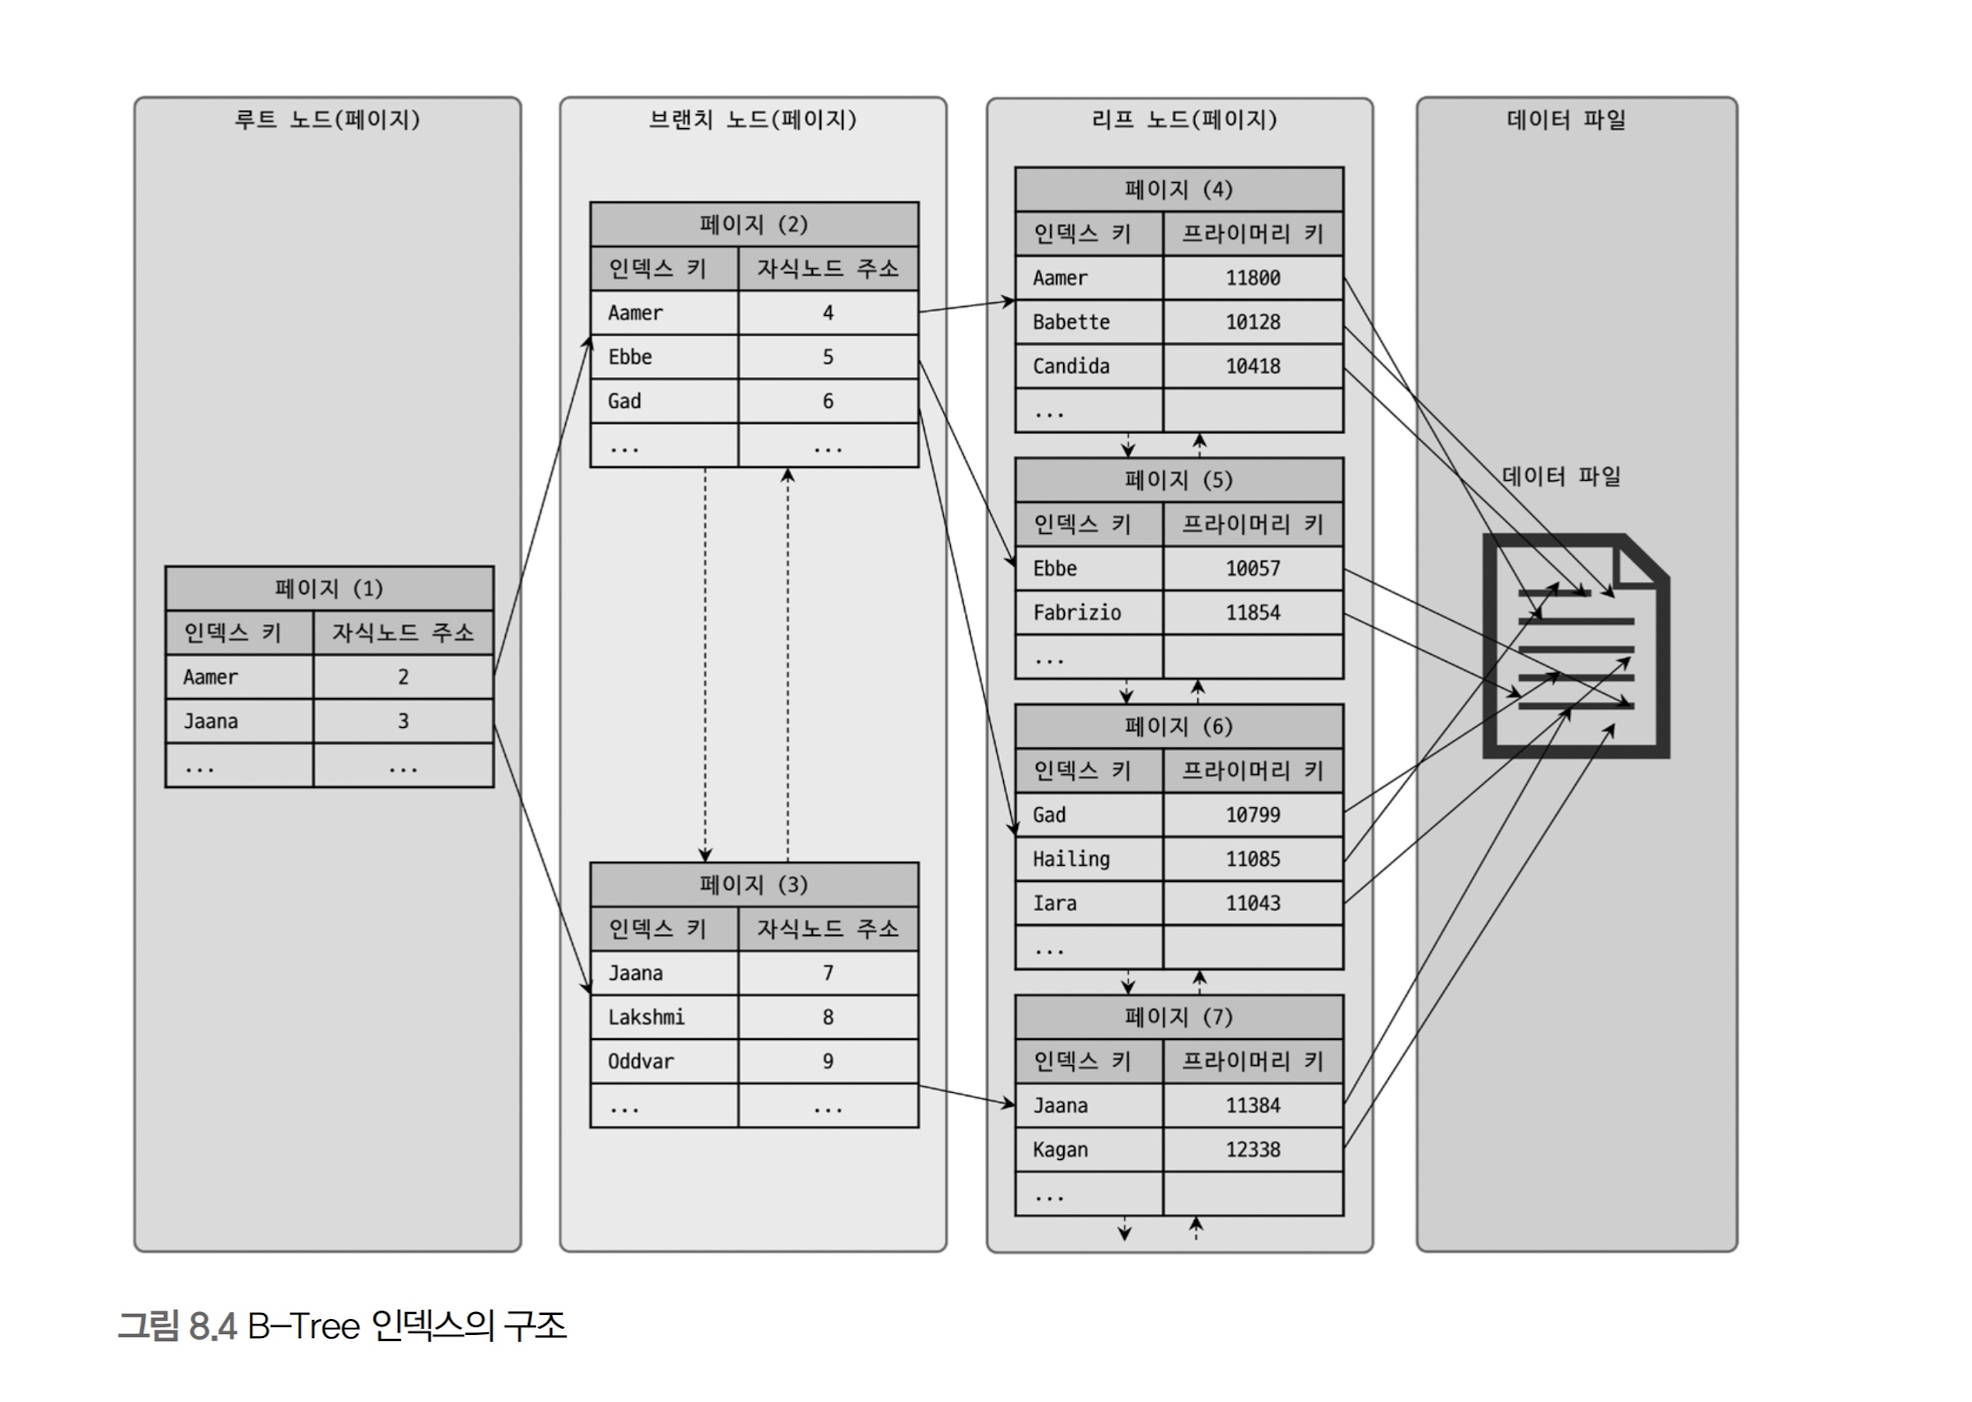 루트 노드(페이지)
페이지 (1)
인덱스 키 자식노드 주소
Aamer 2
Jaana 3
... ...
브랜치 노드(페이지)
페이지 (2)
인덱스 키 자식노드 주소
Aamer 4
Ebbe 5
Gad 6
... ...
페이지 (3)
인덱스 키 자식노드 주소
Jaana 7
Lakshmi 8
Oddvar 9
... ...
리프 노드(페이지)
페이지 (4)
인덱스 키 프라이머리 키
Aamer 11800
Babette 10128
Candida 10418
...
페이지 (5)
인덱스 키 프라이머리 키
Ebbe 10057
Fabrizio 11854
...
페이지 (6)
인덱스 키 프라이머리 키
Gad 10799
Hailing 11085
Iara 11043
...
페이지 (7)
인덱스 키 프라이머리 키
Jaana 11384
Kagan 12338
...
데이터 파일
데이터 파일
그림 8.4 B-Tree 인덱스의 구조